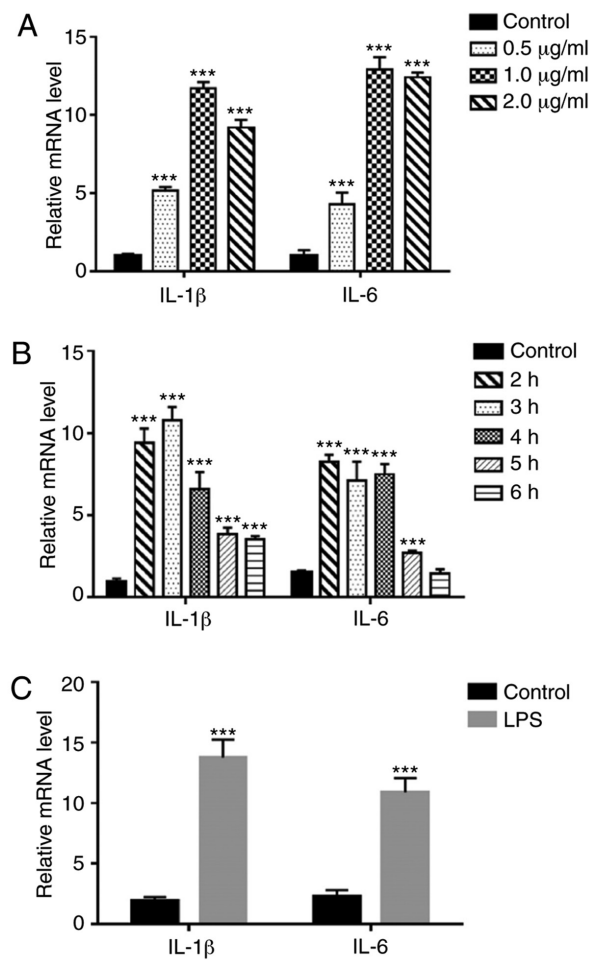 A
Relative mRNA level
15
10
5
0
*** *** ***
*** *** ***
IL-1β IL-6
Control
0.5 µg/ml
1.0 µg/ml
2.0 µg/ml
B
Relative mRNA level
15
10
5
0
*** *** *** *** ***
*** *** *** ***
IL-1β IL-6
Control
2 h
3 h
4 h
5 h
6 h
C
Relative mRNA level
20
15
10
5
0
*** ***
IL-1β IL-6
Control
LPS